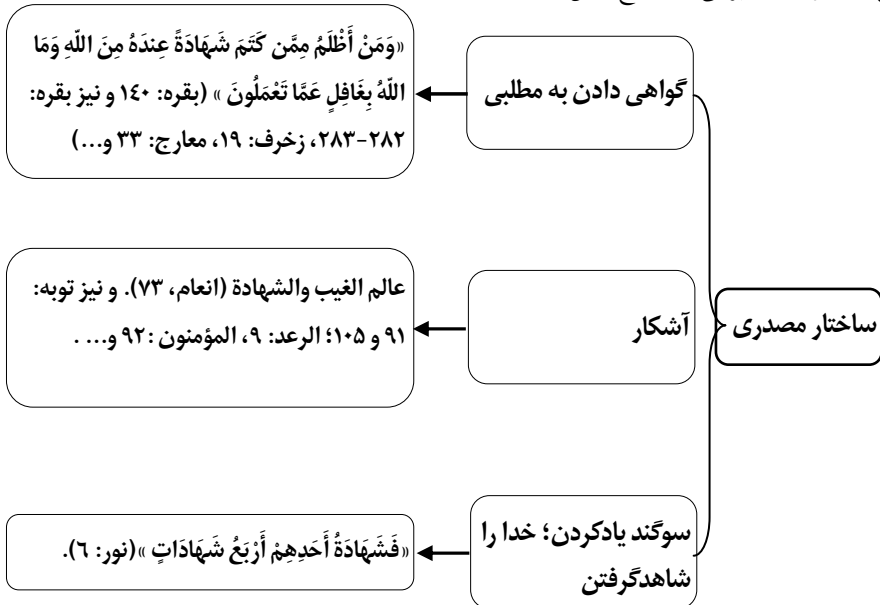 ساختار مصدری
گواهی دادن به مطلبی
«وَمَنْ أَظْلَمُ مِمَّن كَتَمَ شَهَادَةً عِندَهُ مِنَ اللّهِ وَمَا
اللّهُ بِغَافِلٍ عَمَّا تَعْمَلُونَ » (بقره: ١٤٠ و نیز بقره:
۲۸۲-۲۸۳، زخرف: ۱۹، معارج: ۳۳ و...)
آشکار
عالم الغیب والشهادة (انعام، ۷۳). و نیز توبه:
۹۱ و ۱۰۵؛ الرعد: ۹، المؤمنون :۹۲ و... .
سوگند یادکردن؛ خدا را
شاهدگرفتن
«فَشَهَادَةُ أَحَدِهِمْ أَرْبَعُ شَهَادَاتٍ »(نور: ٦).